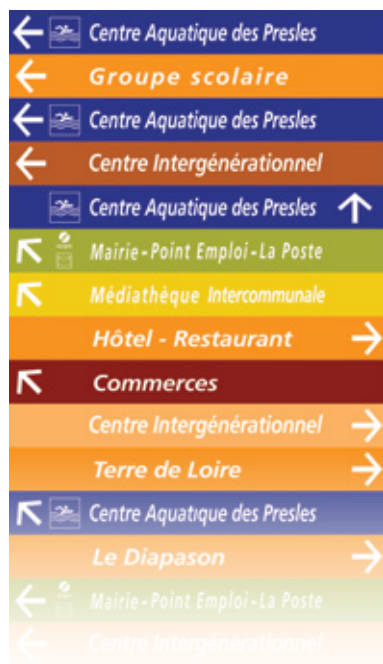 Centre Aquatique des Presles
Groupe scolaire
Centre Aquatique des Presles
Centre Intergénérationnel
Centre Aquatique des Presles
Mairie - Point Emploi - La Poste
Médiathèque Intercommunale
Hôtel - Restaurant
Commerces
Centre Intergénérationnel
Terre de Loire
Centre Aquatique des Presles
Le Diapason
Mairie - Point Emploi - La Poste
Centre Intergénérationnel